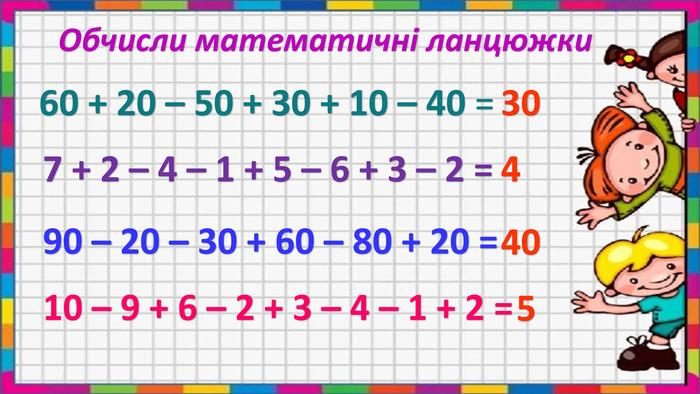 Обчисли математичні ланцюжки
60 + 20 – 50 + 30 + 10 – 40 = 30
7 + 2 – 4 – 1 + 5 – 6 + 3 – 2 = 4
90 – 20 – 30 + 60 – 80 + 20 = 40
10 – 9 + 6 – 2 + 3 – 4 – 1 + 2 = 5